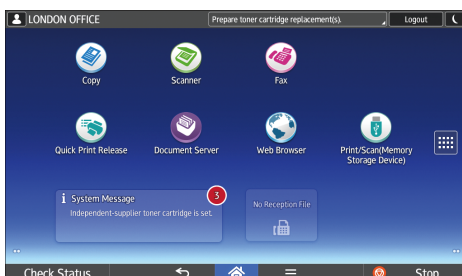 LONDON OFFICE
Prepare toner cartridge replacement(s).
Logout
Copy
Scanner
Fax
Quick Print Release
Document Server
Web Browser
Print/Scan(Memory
Storage Device)
i System Message
3
Independent-supplier toner cartridge is set.
No Reception File
Check Status
Stop